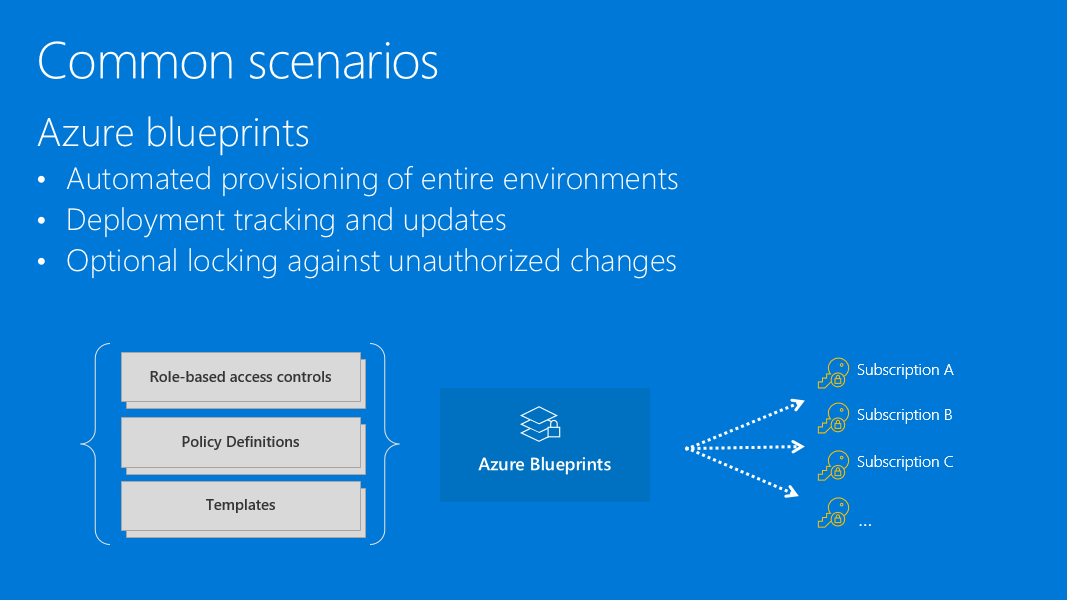 Common scenarios
Azure blueprints
• Automated provisioning of entire environments
• Deployment tracking and updates
• Optional locking against unauthorized changes
Role-based access controls
Policy Definitions
Templates
Azure Blueprints
Subscription A
Subscription B
Subscription C
...